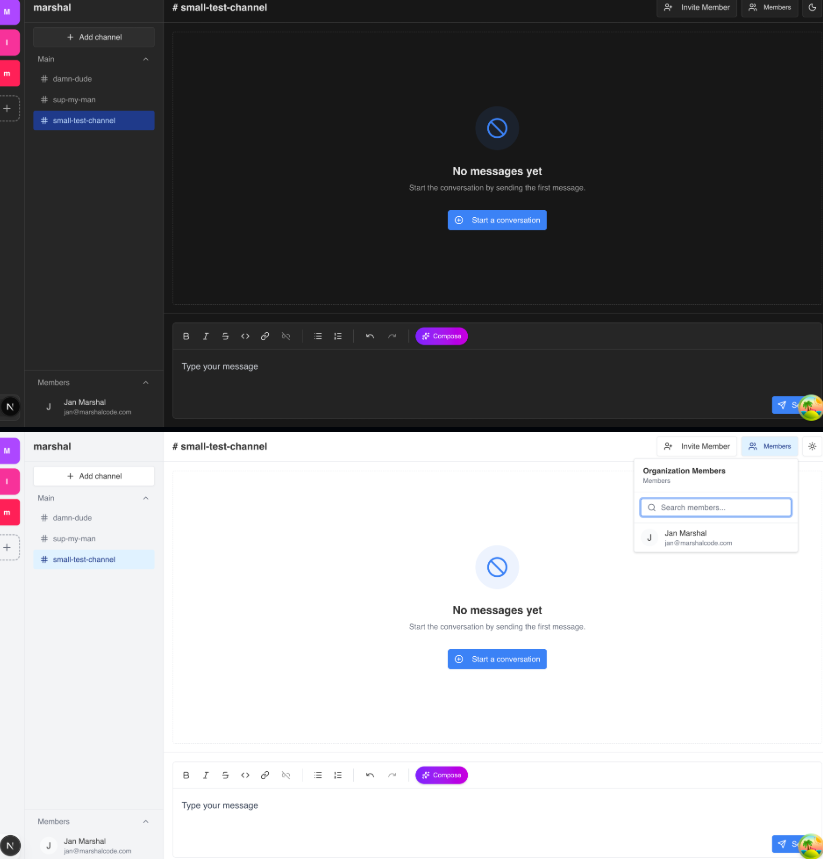 M
marshal
# small-test-channel
Invite Member
Members
I
+ Add channel
m
Main
# damn-dude
+
# sup-my-man
# small-test-channel
No messages yet
Start the conversation by sending the first message.
Start a conversation
B I S <> Compose
Type your message
Members
J
Jan Marshal
jan@marshalcode.com
N
M
marshal
# small-test-channel
Invite Member
Members
I
+ Add channel
Organization Members
Members
m
Main
Search members...
# damn-dude
+
# sup-my-man
J
Jan Marshal
jan@marshalcode.com
# small-test-channel
No messages yet
Start the conversation by sending the first message.
Start a conversation
B I S <> Compose
Type your message
Members
J
Jan Marshal
jan@marshalcode.com
N